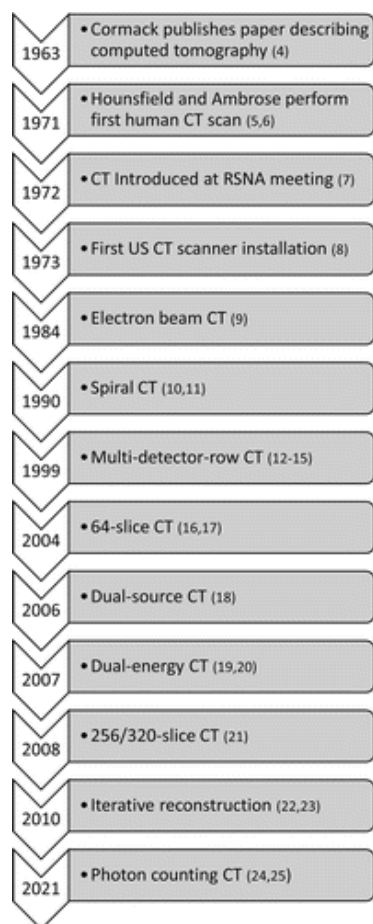 1963
• Cormack publishes paper describing
computed tomography (4)
1971
• Hounsfield and Ambrose perform
first human CT scan (5,6)
1972
• CT Introduced at RSNA meeting (7)
1973
• First US CT scanner installation (8)
1984
• Electron beam CT (9)
1990
• Spiral CT (10,11)
1999
• Multi-detector-row CT (12-15)
2004
• 64-slice CT (16,17)
2006
• Dual-source CT (18)
2007
• Dual-energy CT (19,20)
2008
• 256/320-slice CT (21)
2010
• Iterative reconstruction (22,23)
2021
• Photon counting CT (24,25)